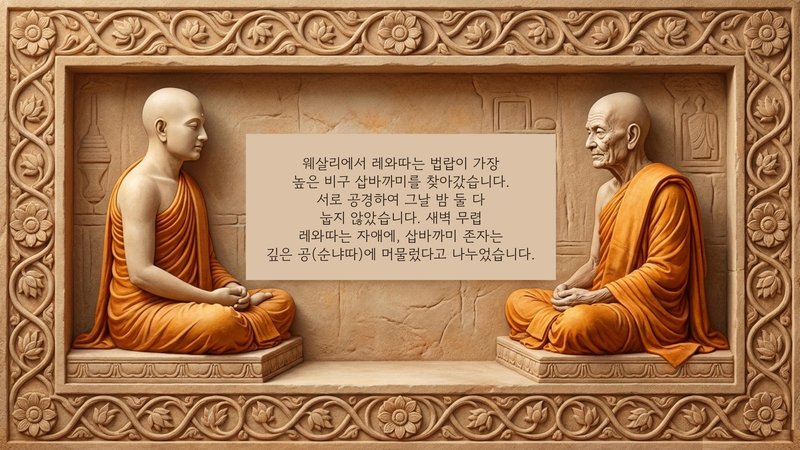 웨살리에서 레와따는 법랍이 가장
높은 비구 삽바까미를 찾아갔습니다.
서로 공경하여 그날 밤 둘 다
눕지 않았습니다. 새벽 무렵
레와따는 자애에, 삽바까미 존자는
깊은 공(순냐따)에 머물렀다고 나누었습니다.